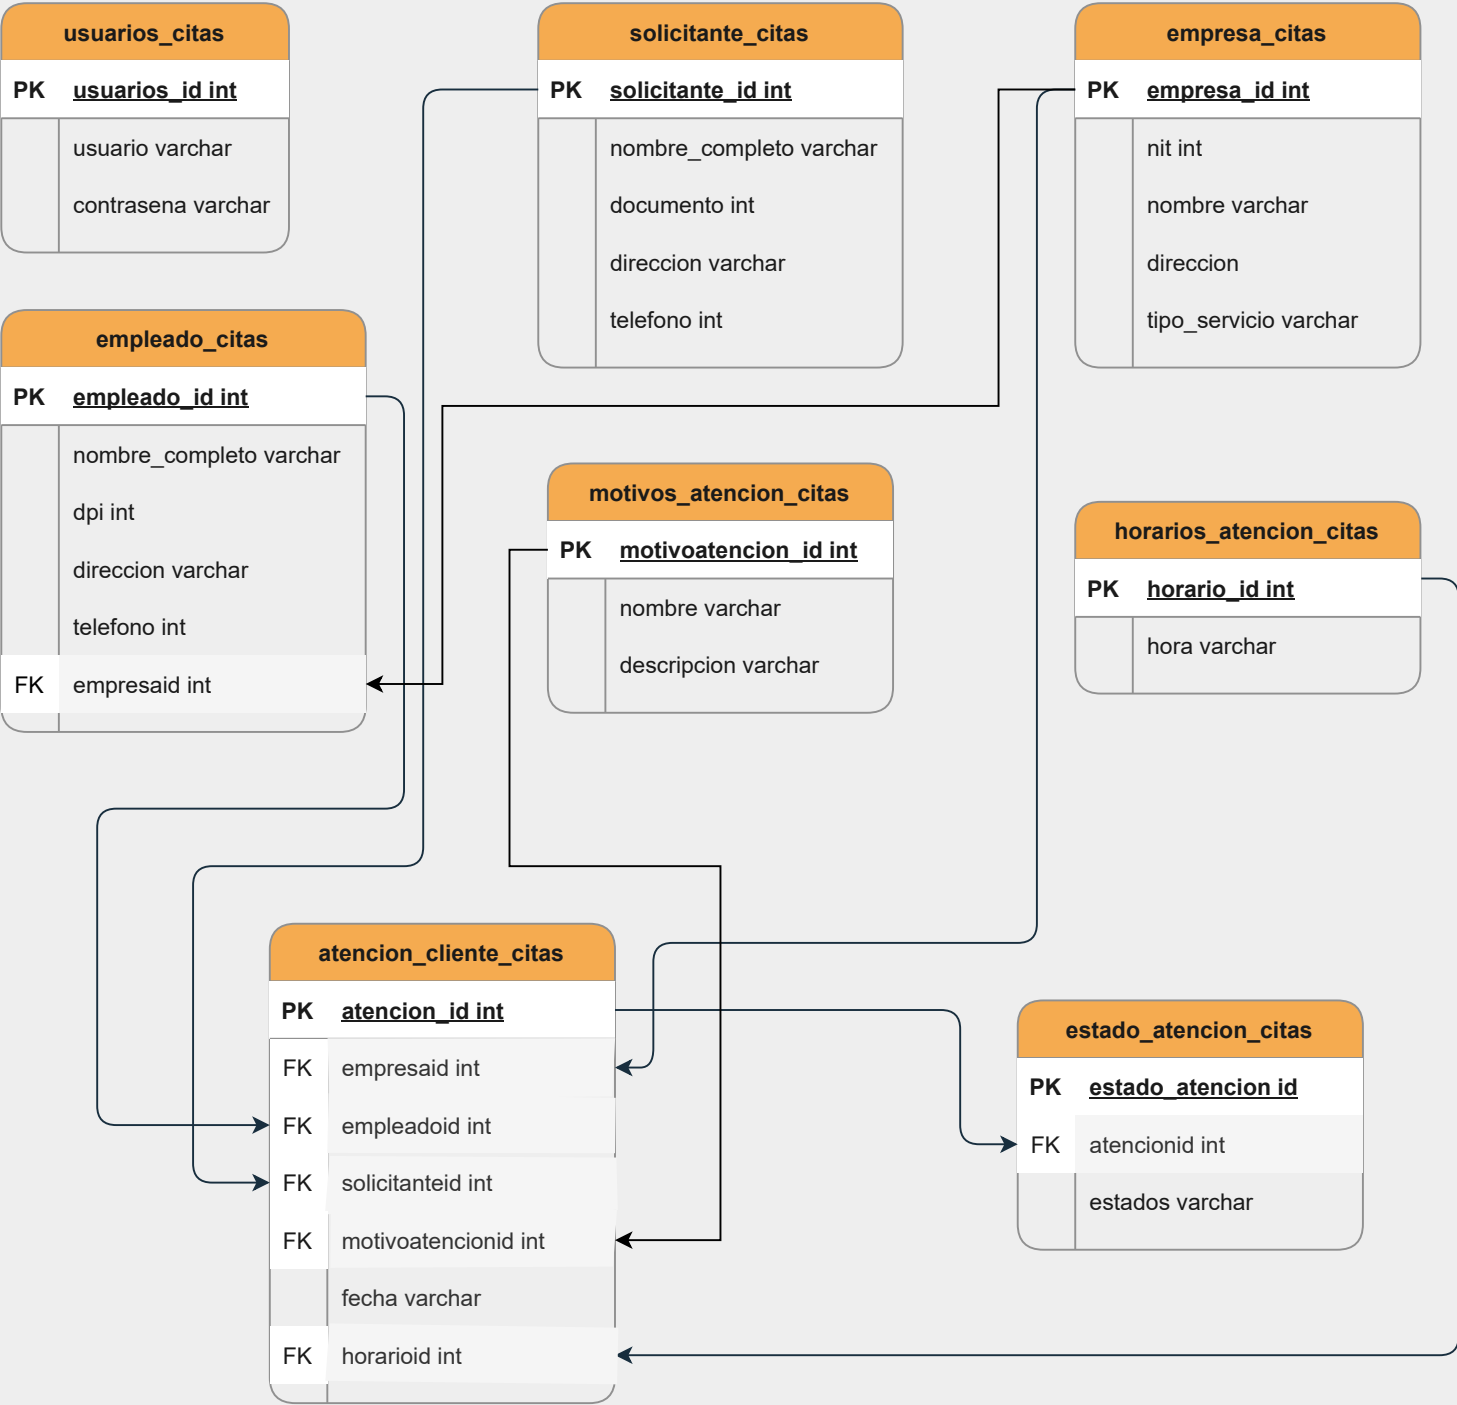 usuarios_citas
PK usuarios_id int
usuario varchar
contrasena varchar
solicitante_citas
PK solicitante_id int
nombre_completo varchar
documento int
direccion varchar
telefono int
empresa_citas
PK empresa_id int
nit int
nombre varchar
direccion
tipo_servicio varchar
empleado_citas
PK empleado_id int
nombre_completo varchar
dpi int
direccion varchar
telefono int
FK empresaid int
motivos_atencion_citas
PK motivoatencion_id int
nombre varchar
descripcion varchar
horarios_atencion_citas
PK horario_id int
hora varchar
atencion_cliente_citas
PK atencion_id int
FK empresaid int
FK empleadoid int
FK solicitanteid int
FK motivoatencionid int
fecha varchar
FK horarioid int
estado_atencion_citas
PK estado_atencion id
FK atencionid int
estados varchar